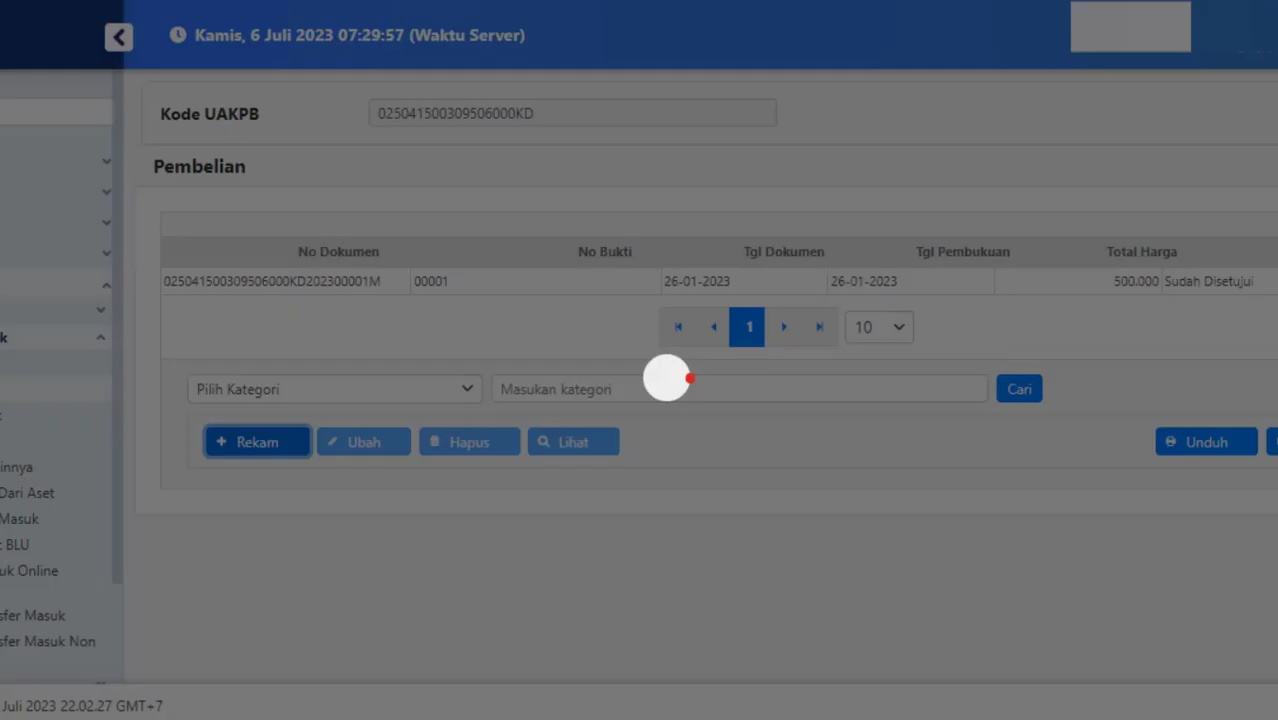 Kamis, 6 Juli 2023 07:29:57 (Waktu Server)
Kode UAKPB 025041500309506000KD
Pembelian
No Dokumen No Bukti Tgl Dokumen Tgl Pembukuan Total Harga
025041500309506000KD202300001M 00001 26-01-2023 26-01-2023 500.000 Sudah Disetujui
1 10
Pilih Kategori Masukan kategori Cari
Rekam Ubah Hapus Lihat Unduh
k
innya
Dari Aset
Masuk
BLU
uk Online
sfer Masuk
sfer Masuk Non
Juli 2023 22.02.27 GMT+7